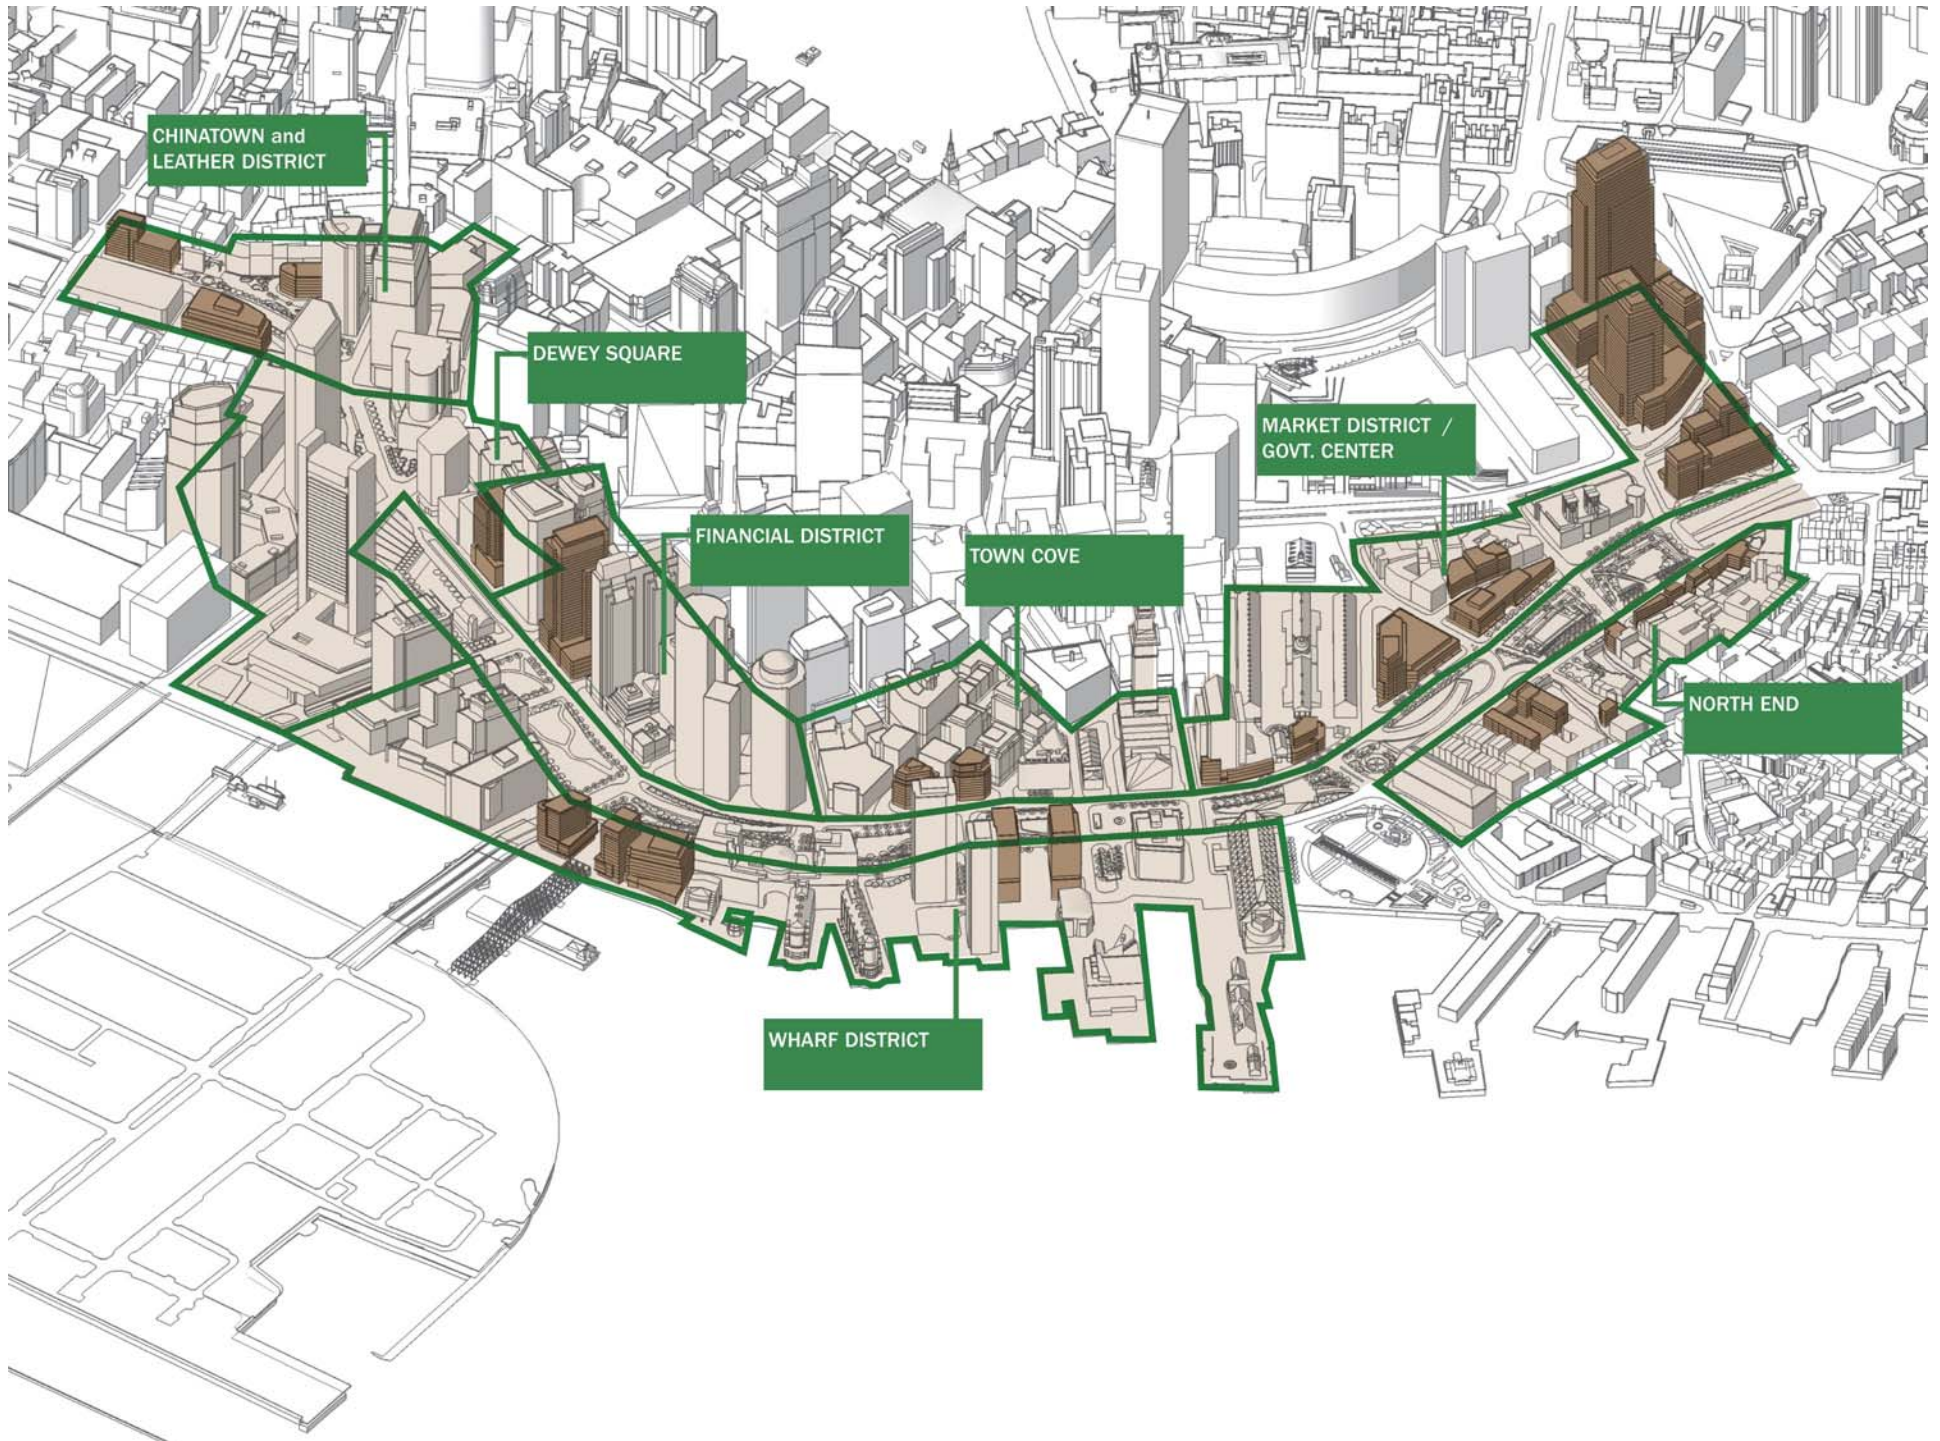 CHINATOWN and
LEATHER DISTRICT
DEWEY SQUARE
MARKET DISTRICT /
GOVT. CENTER
FINANCIAL DISTRICT
TOWN COVE
NORTH END
WHARF DISTRICT